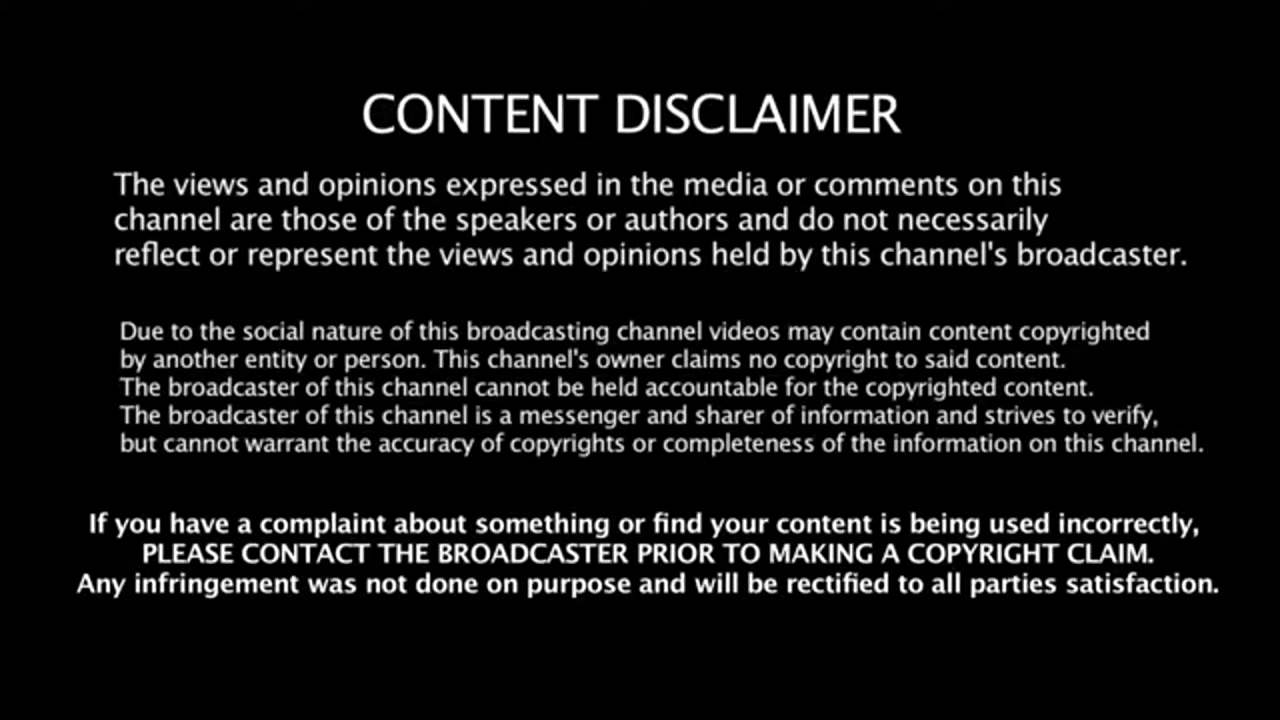 CONTENT DISCLAIMER
The views and opinions expressed in the media or comments on this
channel are those of the speakers or authors and do not necessarily
reflect or represent the views and opinions held by this channel's broadcaster.
Due to the social nature of this broadcasting channel videos may contain content copyrighted
by another entity or person. This channel's owner claims no copyright to said content.
The broadcaster of this channel cannot be held accountable for the copyrighted content.
The broadcaster of this channel is a messenger and sharer of information and strives to verify,
but cannot warrant the accuracy of copyrights or completeness of the information on this channel.
If you have a complaint about something or find your content is being used incorrectly,
PLEASE CONTACT THE BROADCASTER PRIOR TO MAKING A COPYRIGHT CLAIM.
Any infringement was not done on purpose and will be rectified to all parties satisfaction.